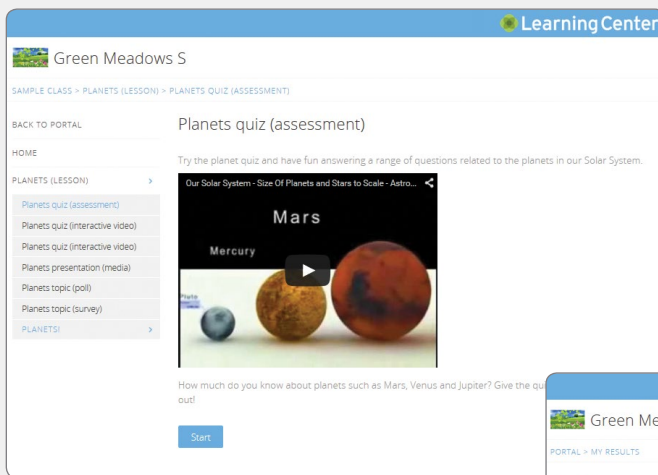 Learning Center
Green Meadows S
SAMPLE CLASS > PLANETS (LESSON) > PLANETS QUIZ (ASSESSMENT)
BACK TO PORTAL
HOME
PLANETS (LESSON) >
Planets quiz (assessment)
Planets quiz (interactive video)
Planets quiz (interactive video)
Planets presentation (media)
Planets topic (poll)
Planets topic (survey)
PLANETS! >
Planets quiz (assessment)
Try the planet quiz and have fun answering a range of questions related to the planets in our Solar System.
Our Solar System - Size Of Planets and Stars to Scale - Astro...
Mars
Mercury
Pluto
How much do you know about planets such as Mars, Venus and Jupiter? Give the qui
out!
Start
Green Me
PORTAL > MY RESULTS